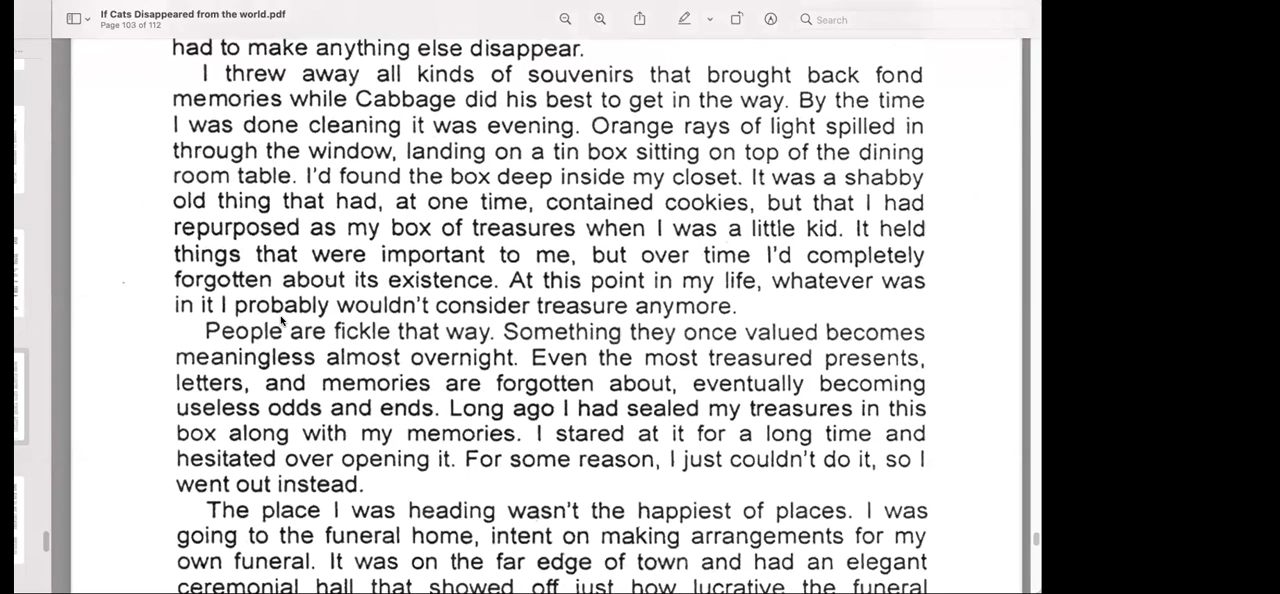 If Cats Disappeared from the world.pdf
Page 103 of 112
Search
had to make anything else disappear.
I threw away all kinds of souvenirs that brought back fond
memories while Cabbage did his best to get in the way. By the time
I was done cleaning it was evening. Orange rays of light spilled in
through the window, landing on a tin box sitting on top of the dining
room table. I'd found the box deep inside my closet. It was a shabby
old thing that had, at one time, contained cookies, but that I had
repurposed as my box of treasures when I was a little kid. It held
things that were important to me, but over time I'd completely
forgotten about its existence. At this point in my life, whatever was
in it I probably wouldn't consider treasure anymore.
People are fickle that way. Something they once valued becomes
meaningless almost overnight. Even the most treasured presents,
letters, and memories are forgotten about, eventually becoming
useless odds and ends. Long ago I had sealed my treasures in this
box along with my memories. I stared at it for a long time and
hesitated over opening it. For some reason, I just couldn't do it, so I
went out instead.
The place I was heading wasn't the happiest of places. I was
going to the funeral home, intent on making arrangements for my
own funeral. It was on the far edge of town and had an elegant
ceremonial hall that showed off just how lucrative the funeral